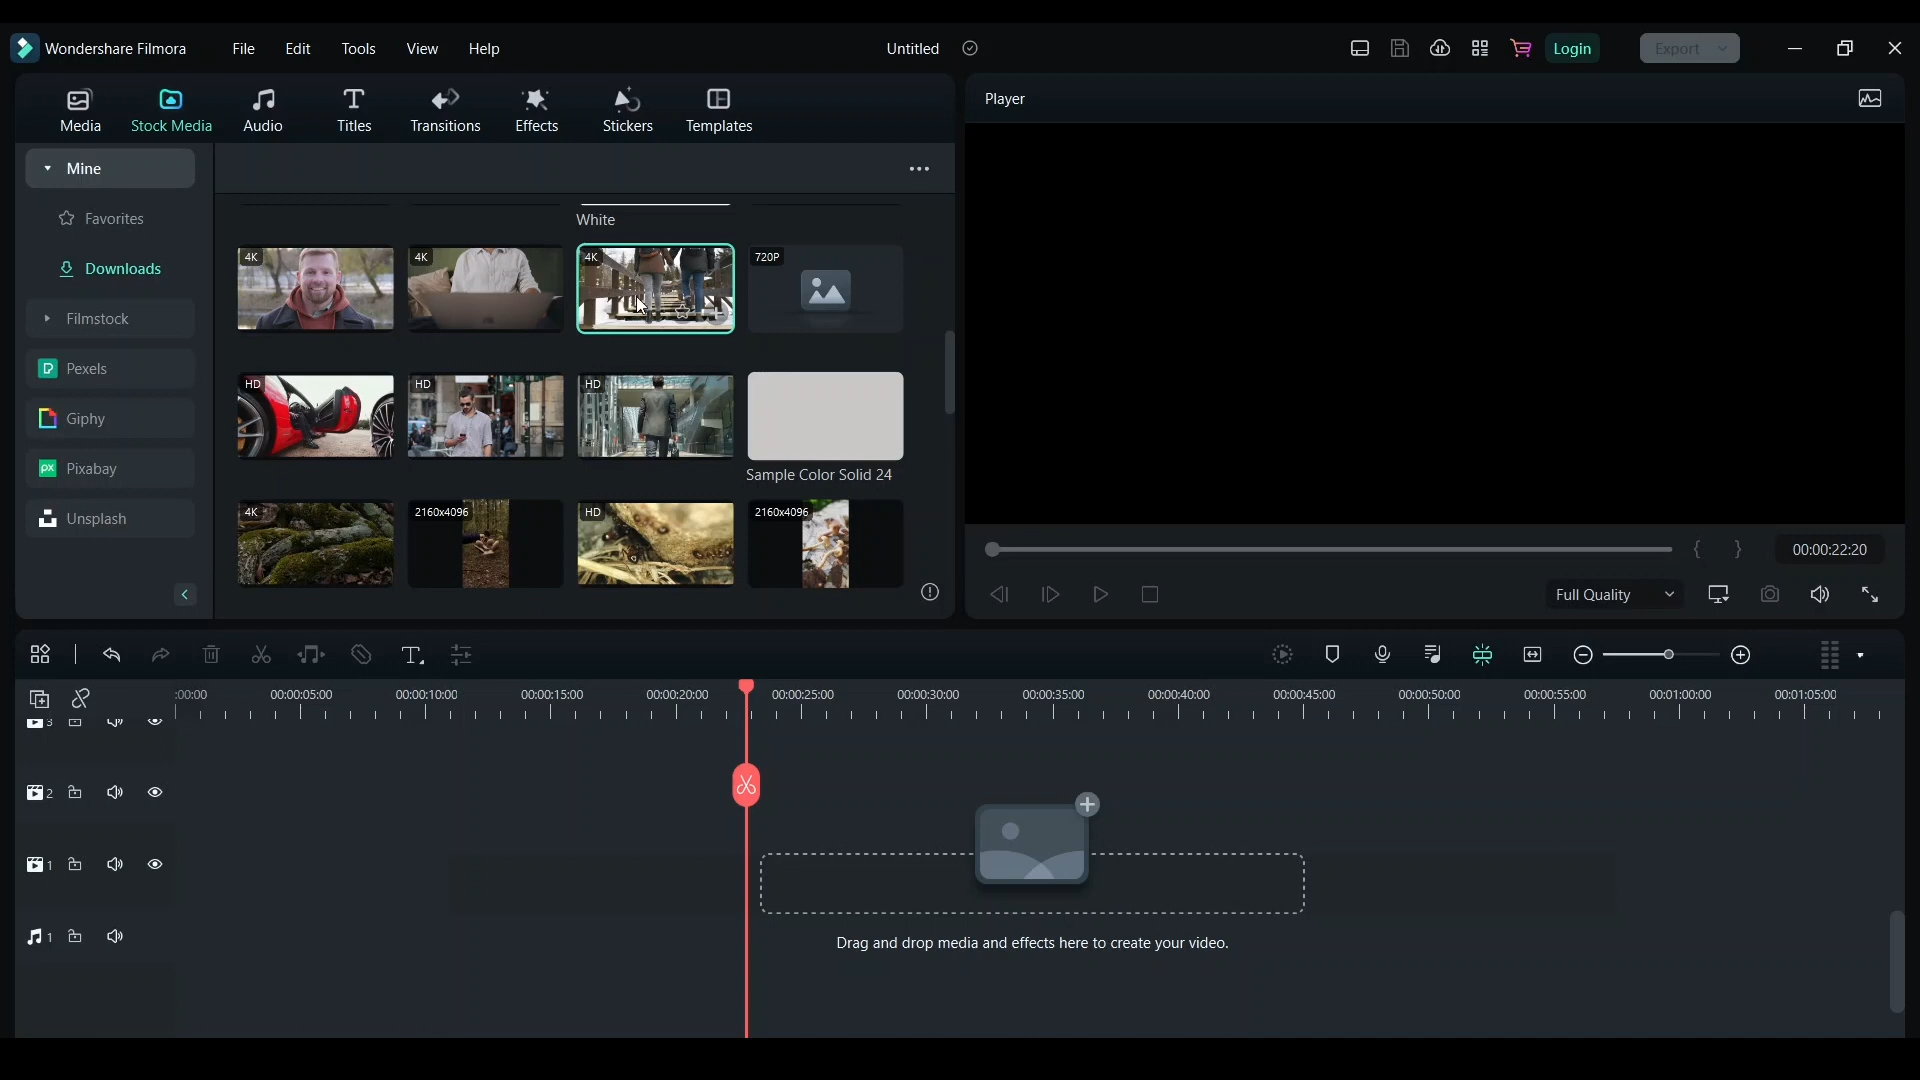 Wondershare Filmora File Edit Tools View Help Untitled Login Export
Media Stock Media Audio Titles Transitions Effects Stickers Templates
Player
Mine
Favorites
Downloads
Filmstock
Pexels
Giphy
Pixabay
Unsplash
White
4K 4K 4K 720P
HD HD HD
Sample Color Solid 24
4K 2160x4096 HD 2160x4096
{ } 00:00:22:20
Full Quality
:00:00 00:00:05:00 00:00:10:00 00:00:15:00 00:00:20:00 00:00:25:00 00:00:30:00 00:00:35:00 00:00:40:00 00:00:45:00 00:00:50:00 00:00:55:00 00:01:00:00 00:01:05:00
3
2
1
1
Drag and drop media and effects here to create your video.